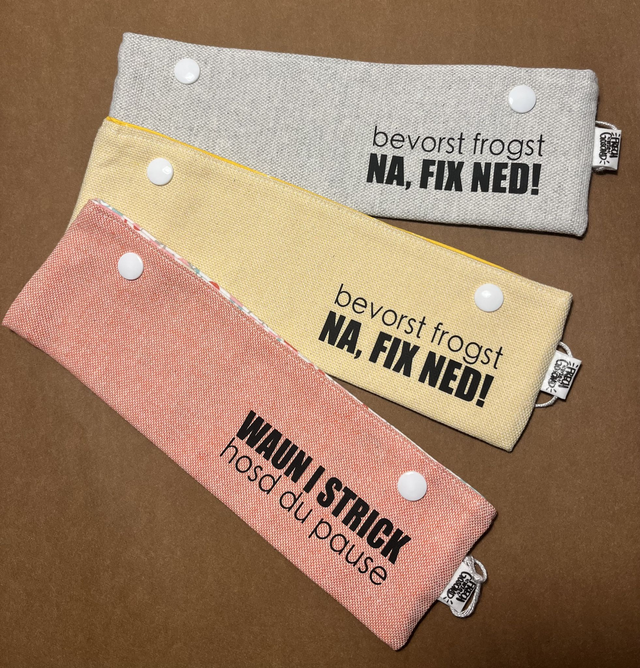 bevorst frogst
NA, FIX NED!
bevorst frogst
NA, FIX NED!
WAUN I STRICK
hosd du pause